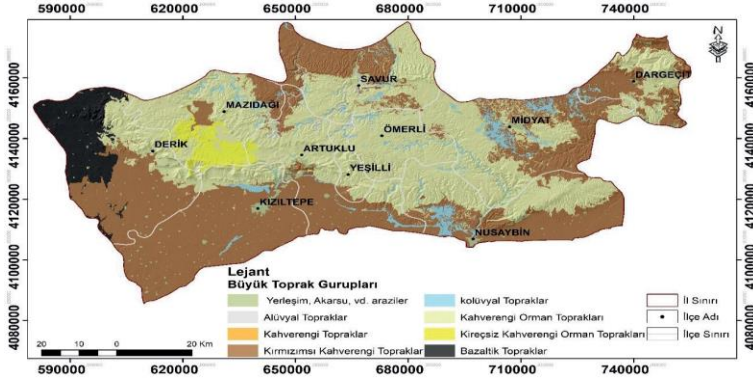 590000 620000 650000 680000 710000 740000
N
4160000 4160000
4140000 4140000
4120000 4120000
4100000 4100000
4080000 4080000
DARGEÇİT
SAVUR
MAZIDAĞI
MİDYAT
ÖMERLİ
DERİK
ARTUKLU
YEŞİLLİ
KIZILTEPE
NUSAYBİN
Lejant
Büyük Toprak Gurupları
Yerleşim, Akarsu, vd. araziler
Alüvyal Topraklar
Kahverengi Topraklar
Kırmızımsı Kahverengi Topraklar
kolüvyal Topraklar
Kahverengi Orman Toprakları
Kireçsiz Kahverengi Orman Toprakları
Bazaltik Topraklar
İl Sınırı
İlçe Adı
İlçe Sınırı
20 10 0 20 Km
590000 620000 650000 680000 710000 740000